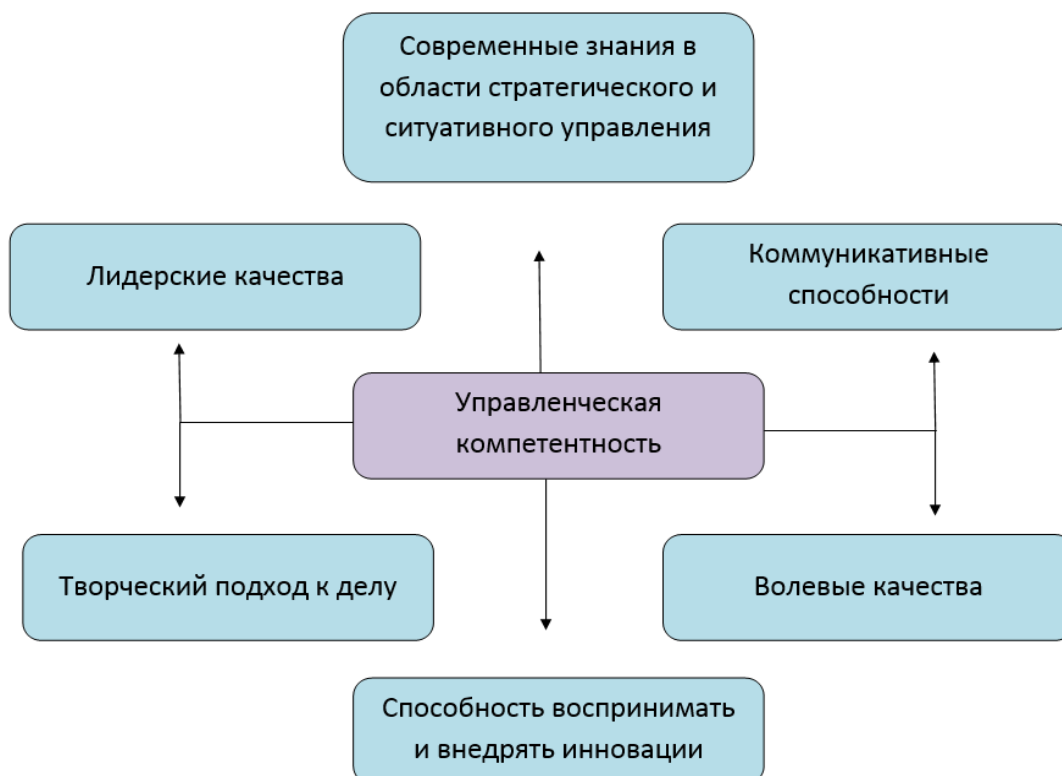 Современные знания в
области стратегического и
ситуативного управления
Лидерские качества
Коммуникативные
способности
Управленческая
компетентность
Творческий подход к делу
Волевые качества
Способность воспринимать
и внедрять инновации